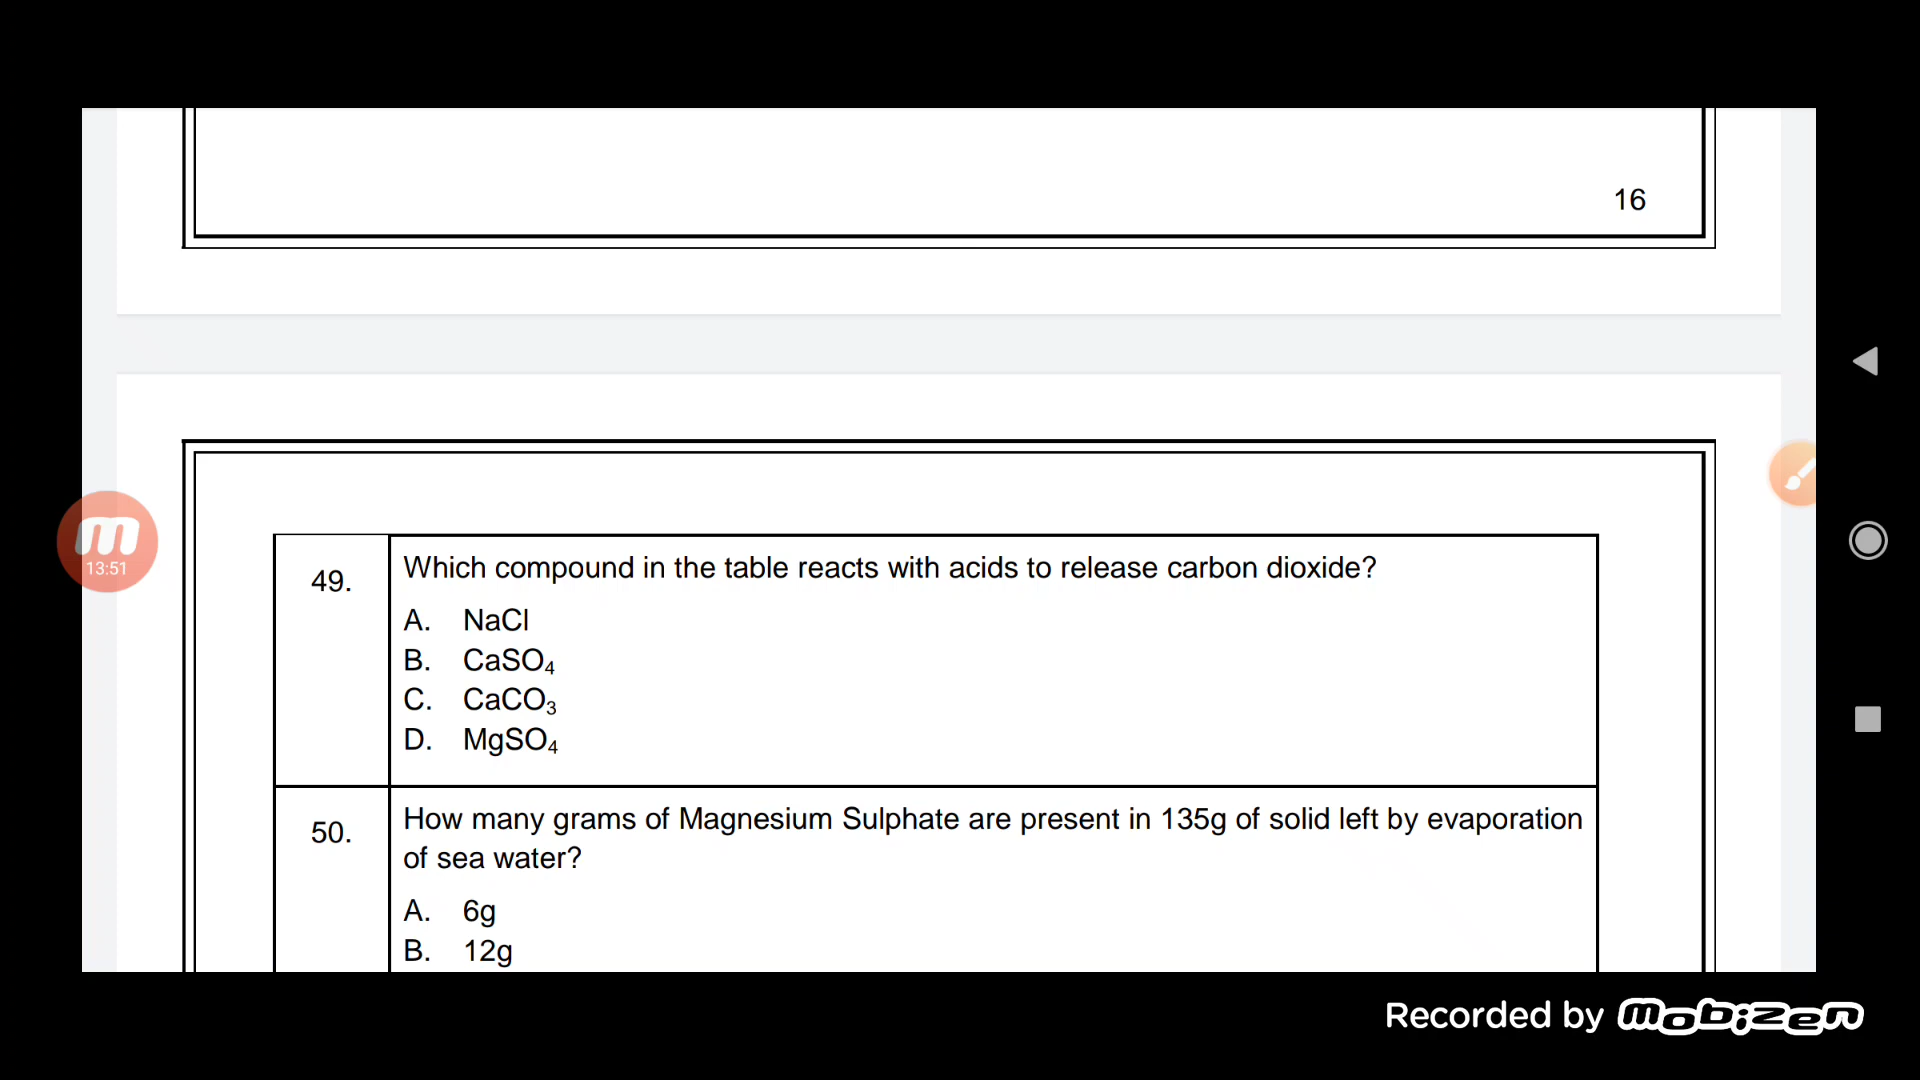 16
49. Which compound in the table reacts with acids to release carbon dioxide?
A. NaCl
B. CaSO₄
C. CaCO₃
D. MgSO₄
50. How many grams of Magnesium Sulphate are present in 135g of solid left by evaporation
of sea water?
A. 6g
B. 12g
m
13:51
Recorded by mobizen